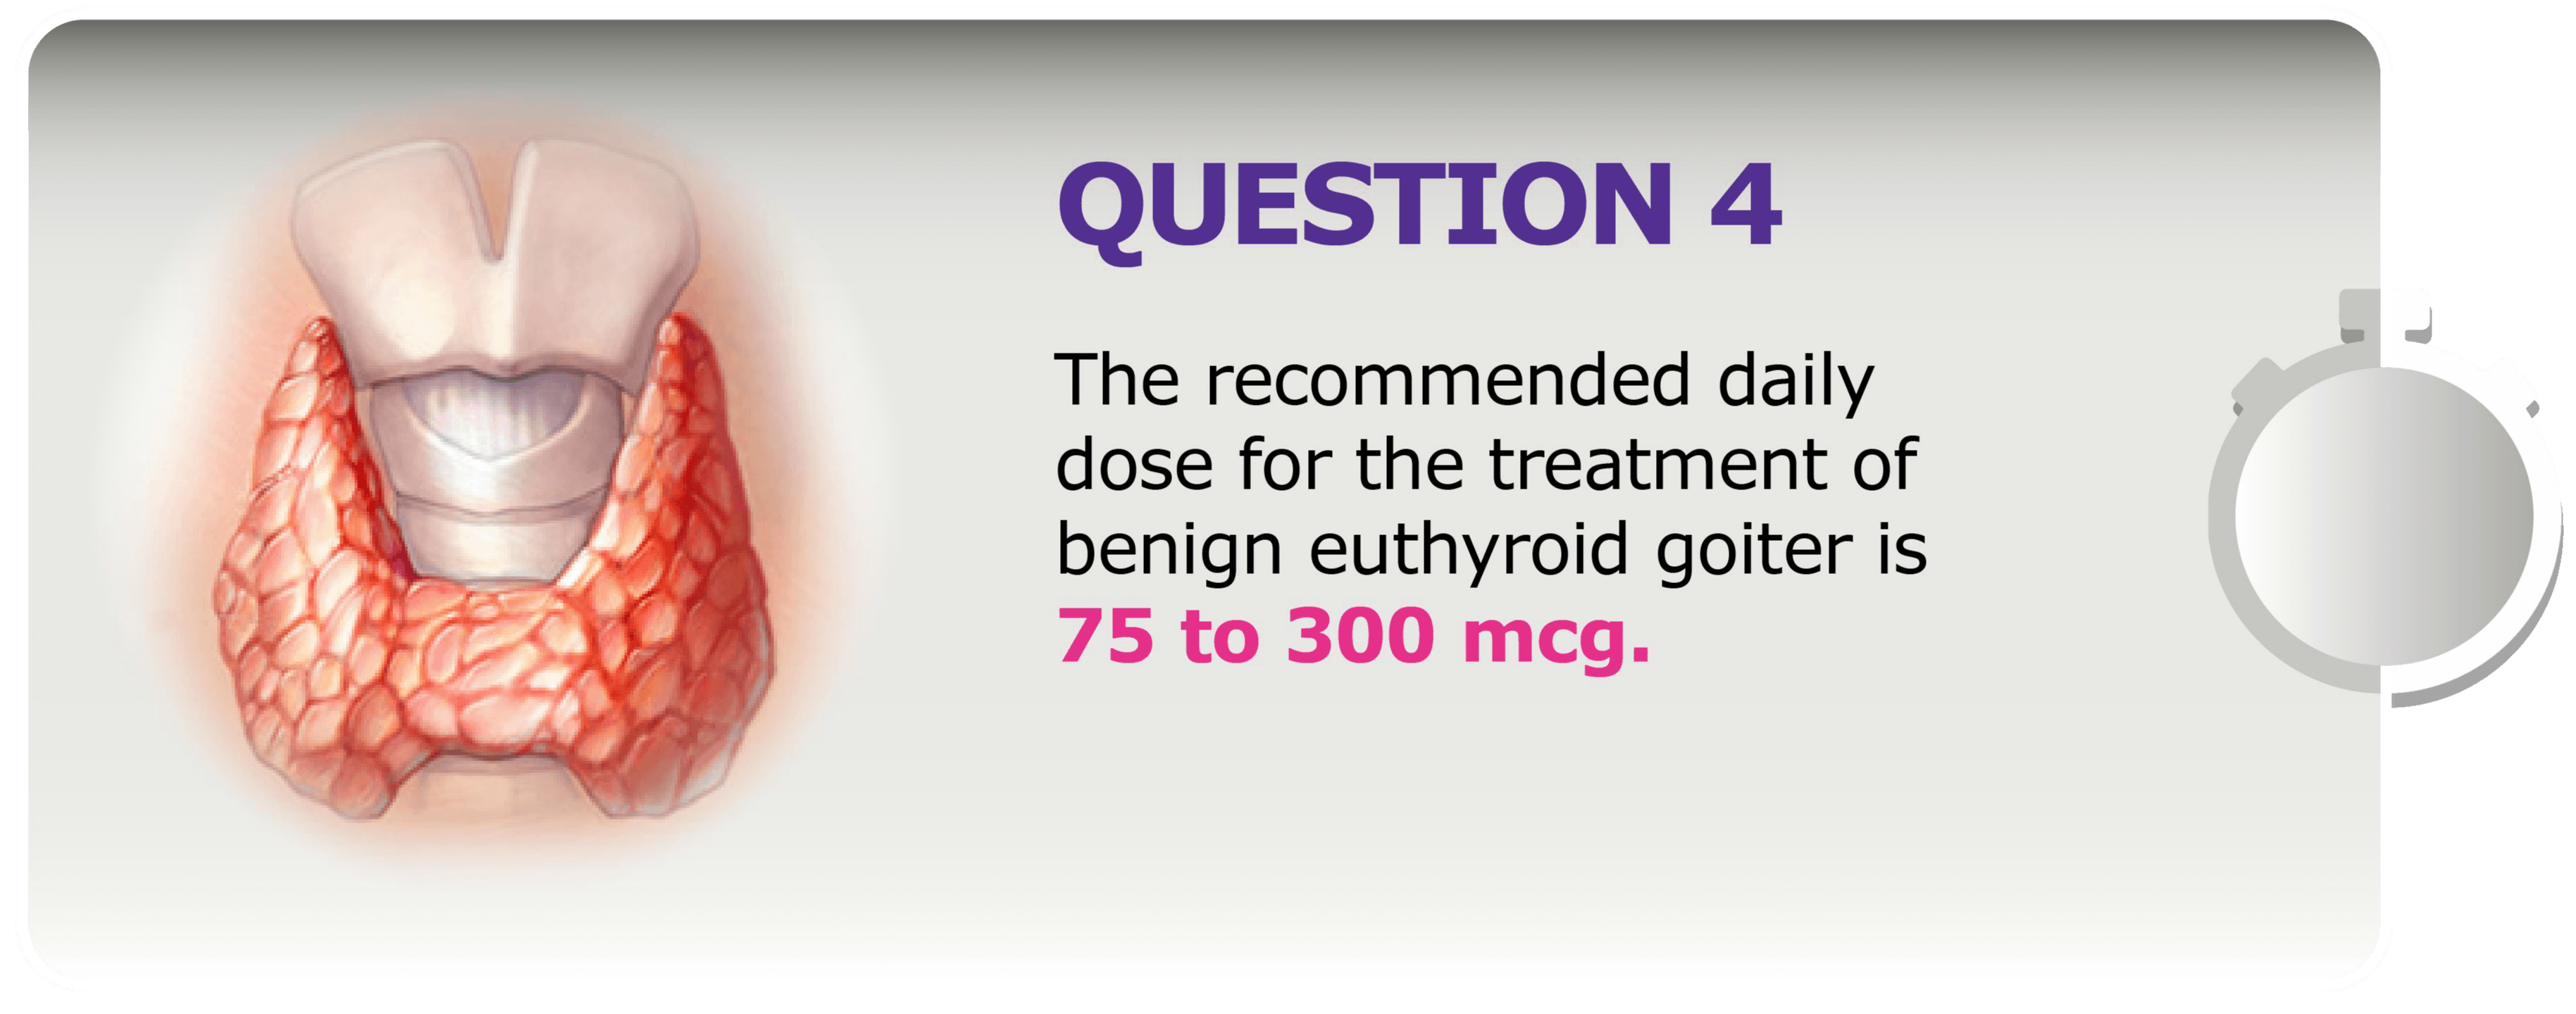 QUESTION 4
The recommended daily
dose for the treatment of
benign euthyroid goiter is
75 to 300 mcg.